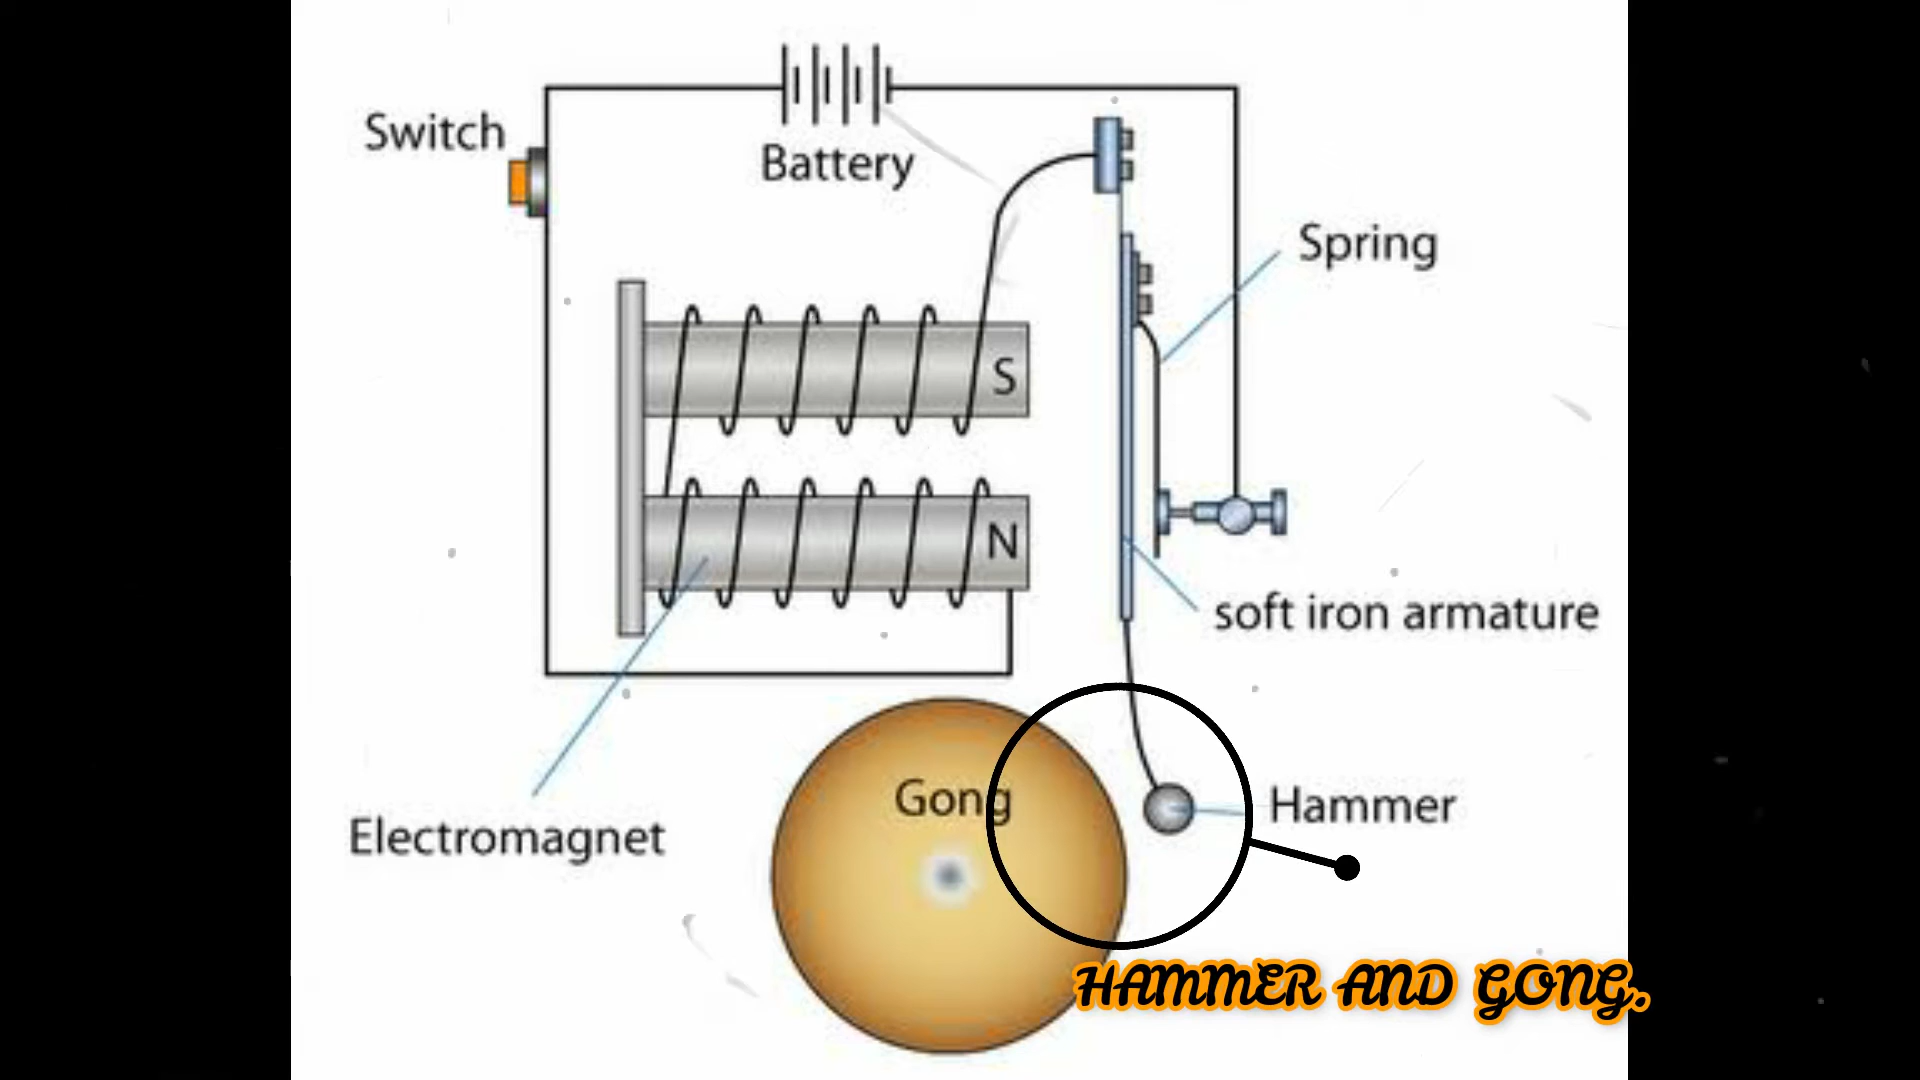 Switch
Battery
Spring
S
N
soft iron armature
Gong
Hammer
Electromagnet
HAMMER AND GONG.